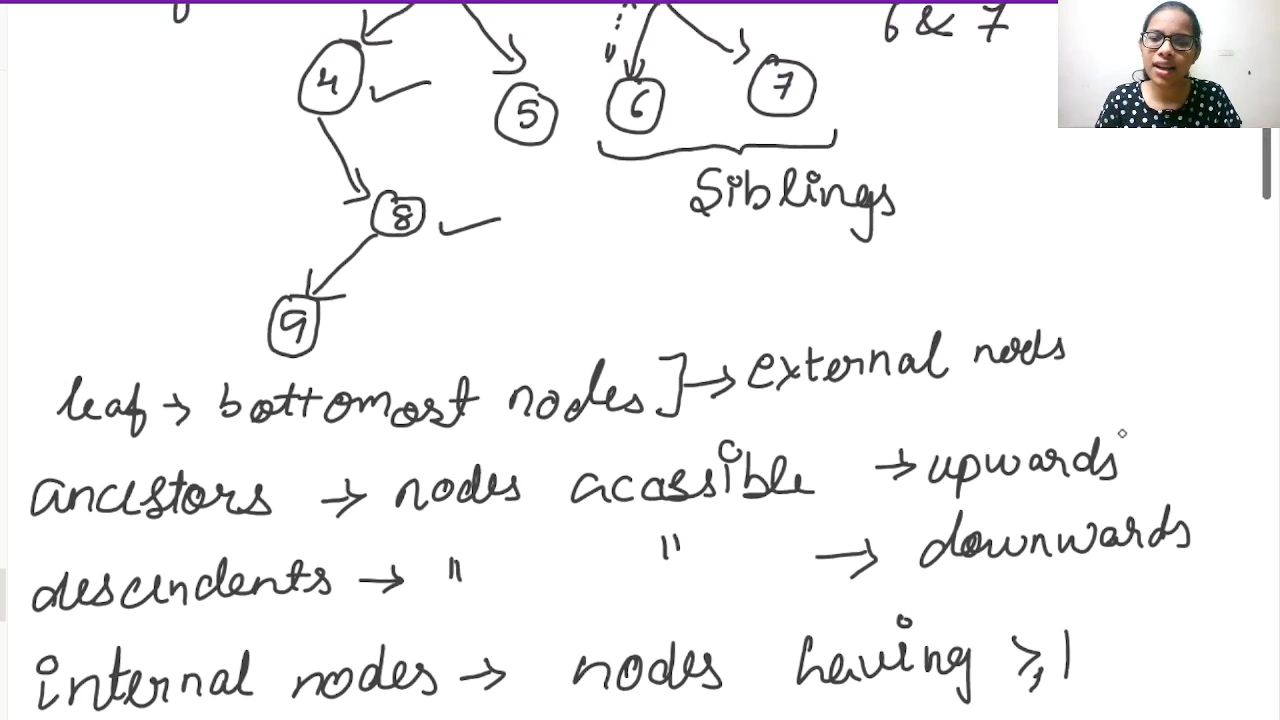 6 & 7
4
5
6
7
8
Siblings
9
leaf → bottomost nodes] → external nods
ancestors → nodes acassible → upwards
descendents → " " → downwards
internal nodes → nodes having ≥ 1